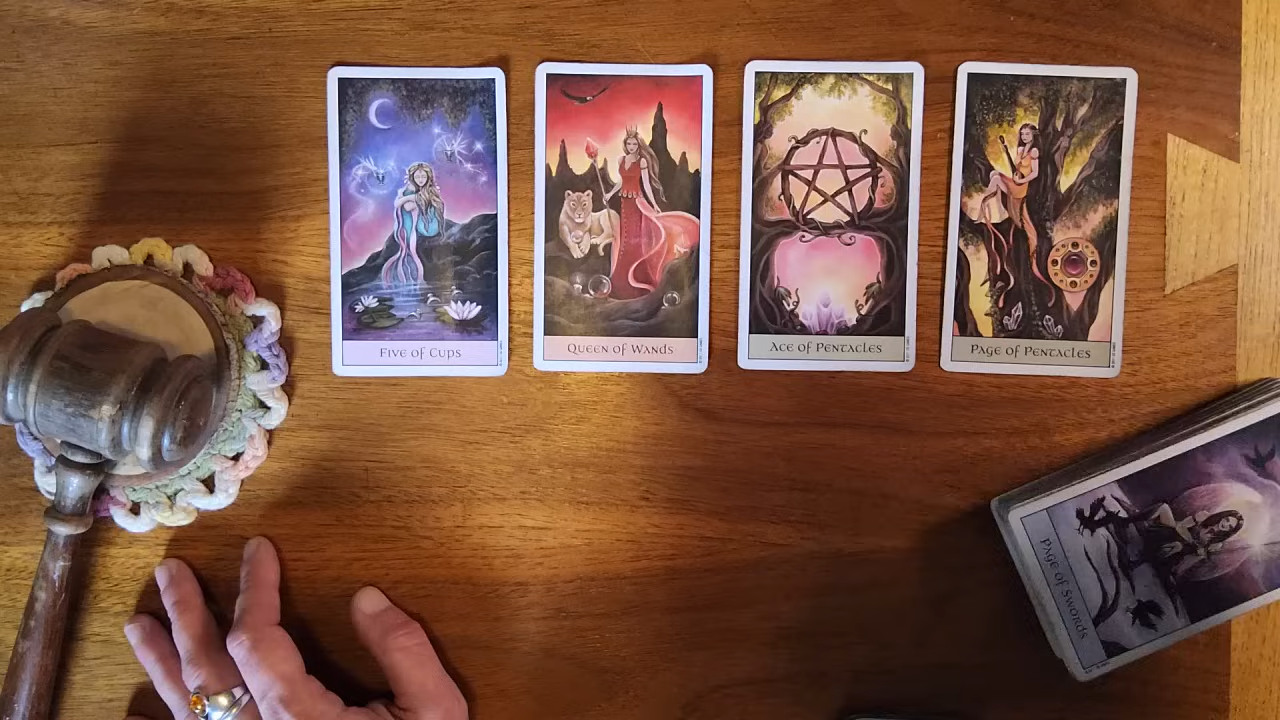 Five of Cups
Queen of Wands
Ace of Pentacles
Page of Pentacles
Page of Swords